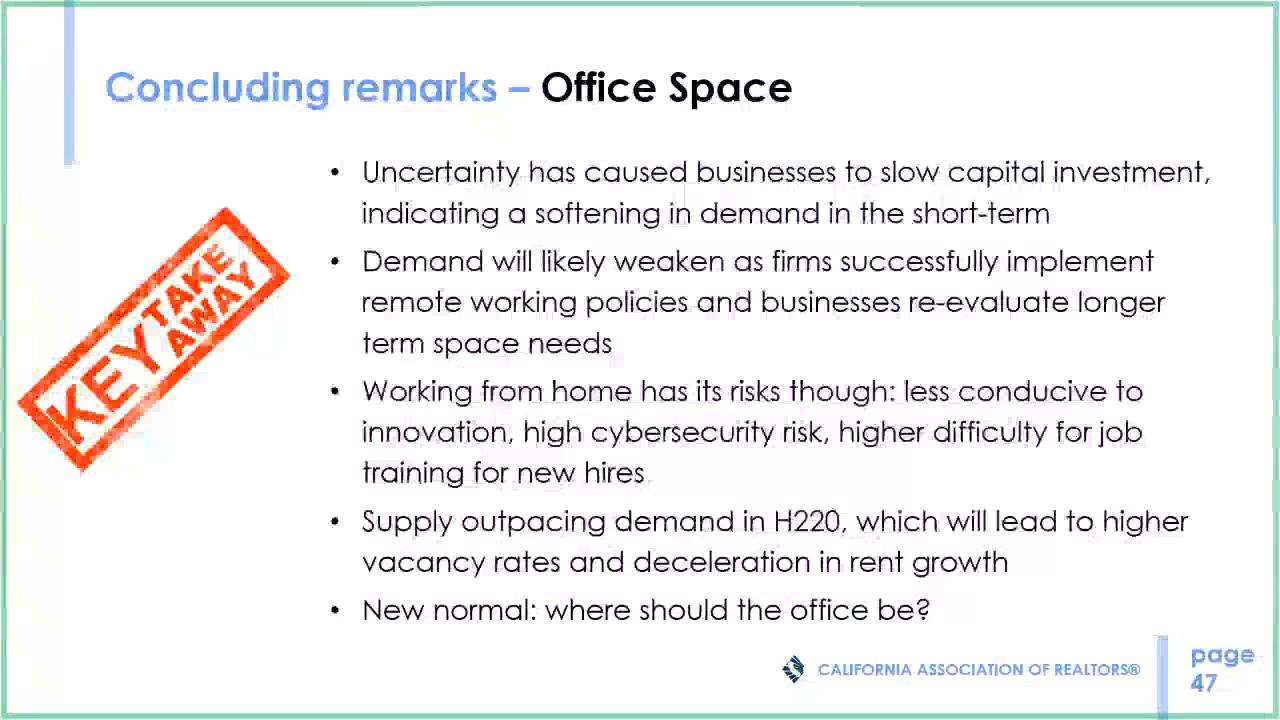 Concluding remarks – Office Space
• Uncertainty has caused businesses to slow capital investment,
indicating a softening in demand in the short-term
• Demand will likely weaken as firms successfully implement
remote working policies and businesses re-evaluate longer
term space needs
• Working from home has its risks though: less conducive to
innovation, high cybersecurity risk, higher difficulty for job
training for new hires
• Supply outpacing demand in H220, which will lead to higher
vacancy rates and deceleration in rent growth
• New normal: where should the office be?
KEY TAKE
AWAY
CALIFORNIA ASSOCIATION OF REALTORS®
page
47